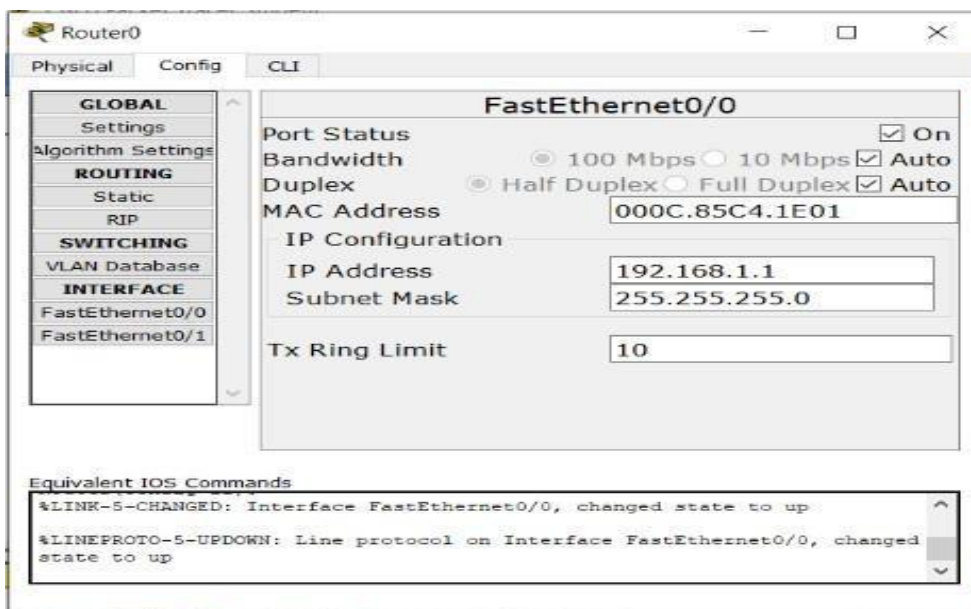 Router0
Physical Config CLI
GLOBAL
Settings
Algorithm Settings
ROUTING
Static
RIP
SWITCHING
VLAN Database
INTERFACE
FastEthernet0/0
FastEthernet0/1
FastEthernet0/0
Port Status On
Bandwidth 100 Mbps 10 Mbps Auto
Duplex Half Duplex Full Duplex Auto
MAC Address 000C.85C4.1E01
IP Configuration
IP Address 192.168.1.1
Subnet Mask 255.255.255.0
Tx Ring Limit 10
Equivalent IOS Commands
%LINK-5-CHANGED: Interface FastEthernet0/0, changed state to up
%LINEPROTO-5-UPDOWN: Line protocol on Interface FastEthernet0/0, changed
state to up